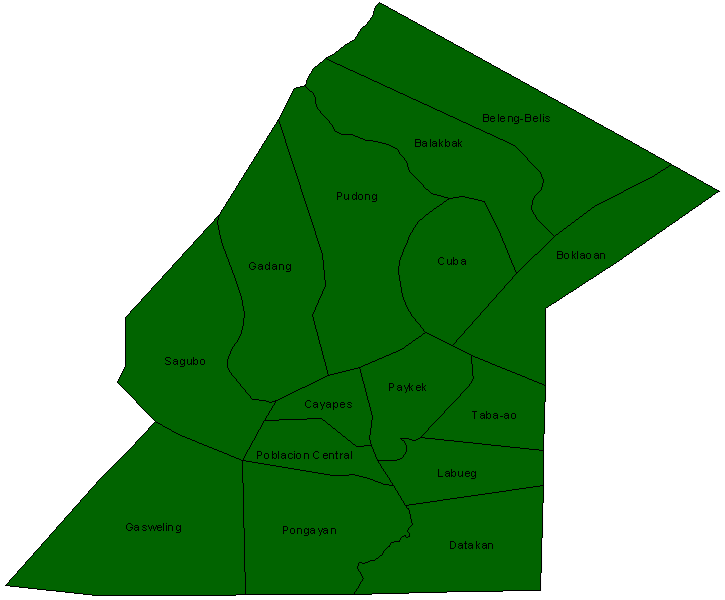 Beleng-Belis
Balakbak
Pudong
Boklaoan
Cuba
Gadang
Sagubo
Paykek
Cayapes
Taba-ao
Poblacion Central
Labueg
Gasweling
Pongayan
Datakan